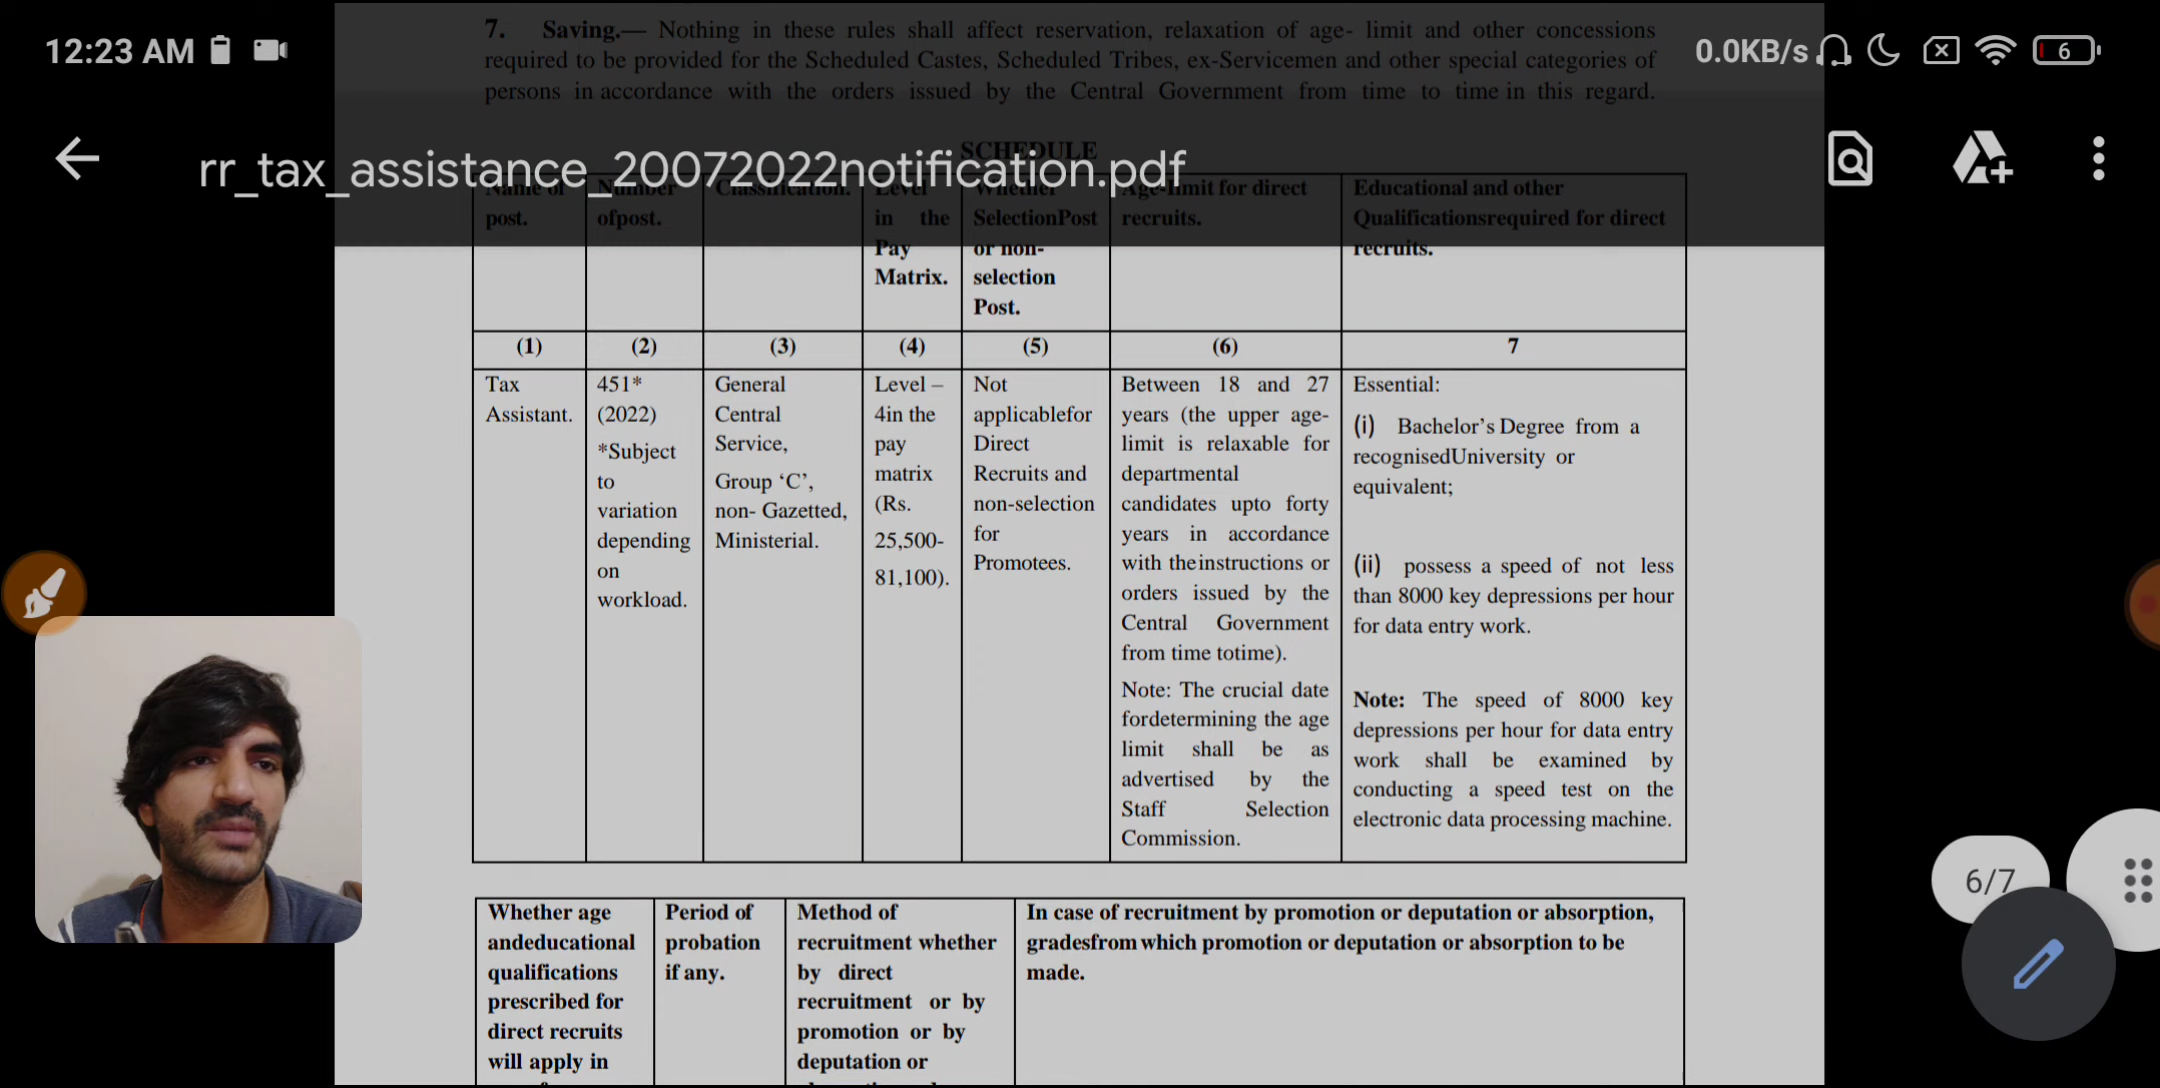 12:23 AM
0.0KB/s
6
7. Saving.— Nothing in these rules shall affect reservation, relaxation of age- limit and other concessions
required to be provided for the Scheduled Castes, Scheduled Tribes, ex-Servicemen and other special categories of
persons in accordance with the orders issued by the Central Government from time to time in this regard.
SCHEDULE
rr_tax_assistance_20072022notification.pdf
Name of
post.
Number
ofpost.
Classification.
Level
in the
Pay
Matrix.
Whether
SelectionPost
or non-
selection
Post.
Age-limit for direct
recruits.
Educational and other
Qualificationsrequired for direct
recruits.
(1)
(2)
(3)
(4)
(5)
(6)
7
Tax
Assistant.
451*
(2022)
*Subject
to
variation
depending
on
workload.
General
Central
Service,
Group ‘C’,
non- Gazetted,
Ministerial.
Level –
4in the
pay
matrix
(Rs.
25,500-
81,100).
Not
applicablefor
Direct
Recruits and
non-selection
for
Promotees.
Between 18 and 27
years (the upper age-
limit is relaxable for
departmental
candidates upto forty
years in accordance
with theinstructions or
orders issued by the
Central Government
from time totime).
Note: The crucial date
fordetermining the age
limit shall be as
advertised by the
Staff Selection
Commission.
Essential:
(i) Bachelor’s Degree from a
recognisedUniversity or
equivalent;
(ii) possess a speed of not less
than 8000 key depressions per hour
for data entry work.
Note: The speed of 8000 key
depressions per hour for data entry
work shall be examined by
conducting a speed test on the
electronic data processing machine.
6/7
Whether age
andeducational
qualifications
prescribed for
direct recruits
will apply in
Period of
probation
if any.
Method of
recruitment whether
by direct
recruitment or by
promotion or by
deputation or
In case of recruitment by promotion or deputation or absorption,
gradesfrom which promotion or deputation or absorption to be
made.